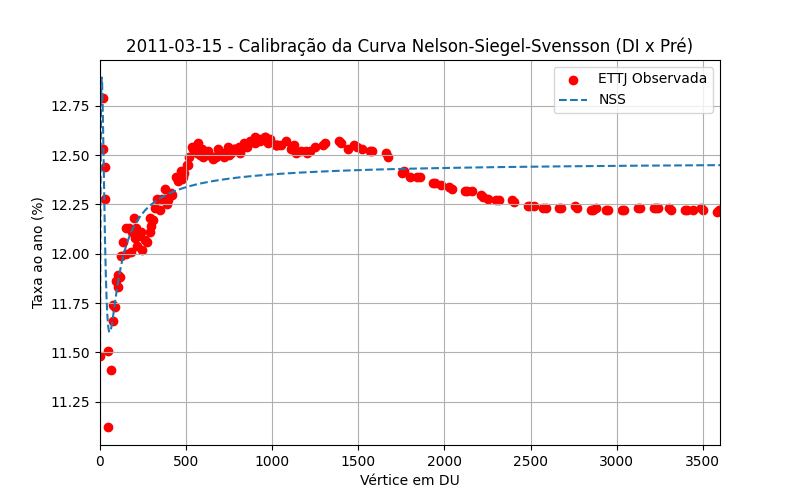 2011-03-15 - Calibração da Curva Nelson-Siegel-Svensson (DI x Pré)
ETTJ Observada
NSS
Taxa ao ano (%)
12.75
12.50
12.25
12.00
11.75
11.50
11.25
0 500 1000 1500 2000 2500 3000 3500
Vértice em DU